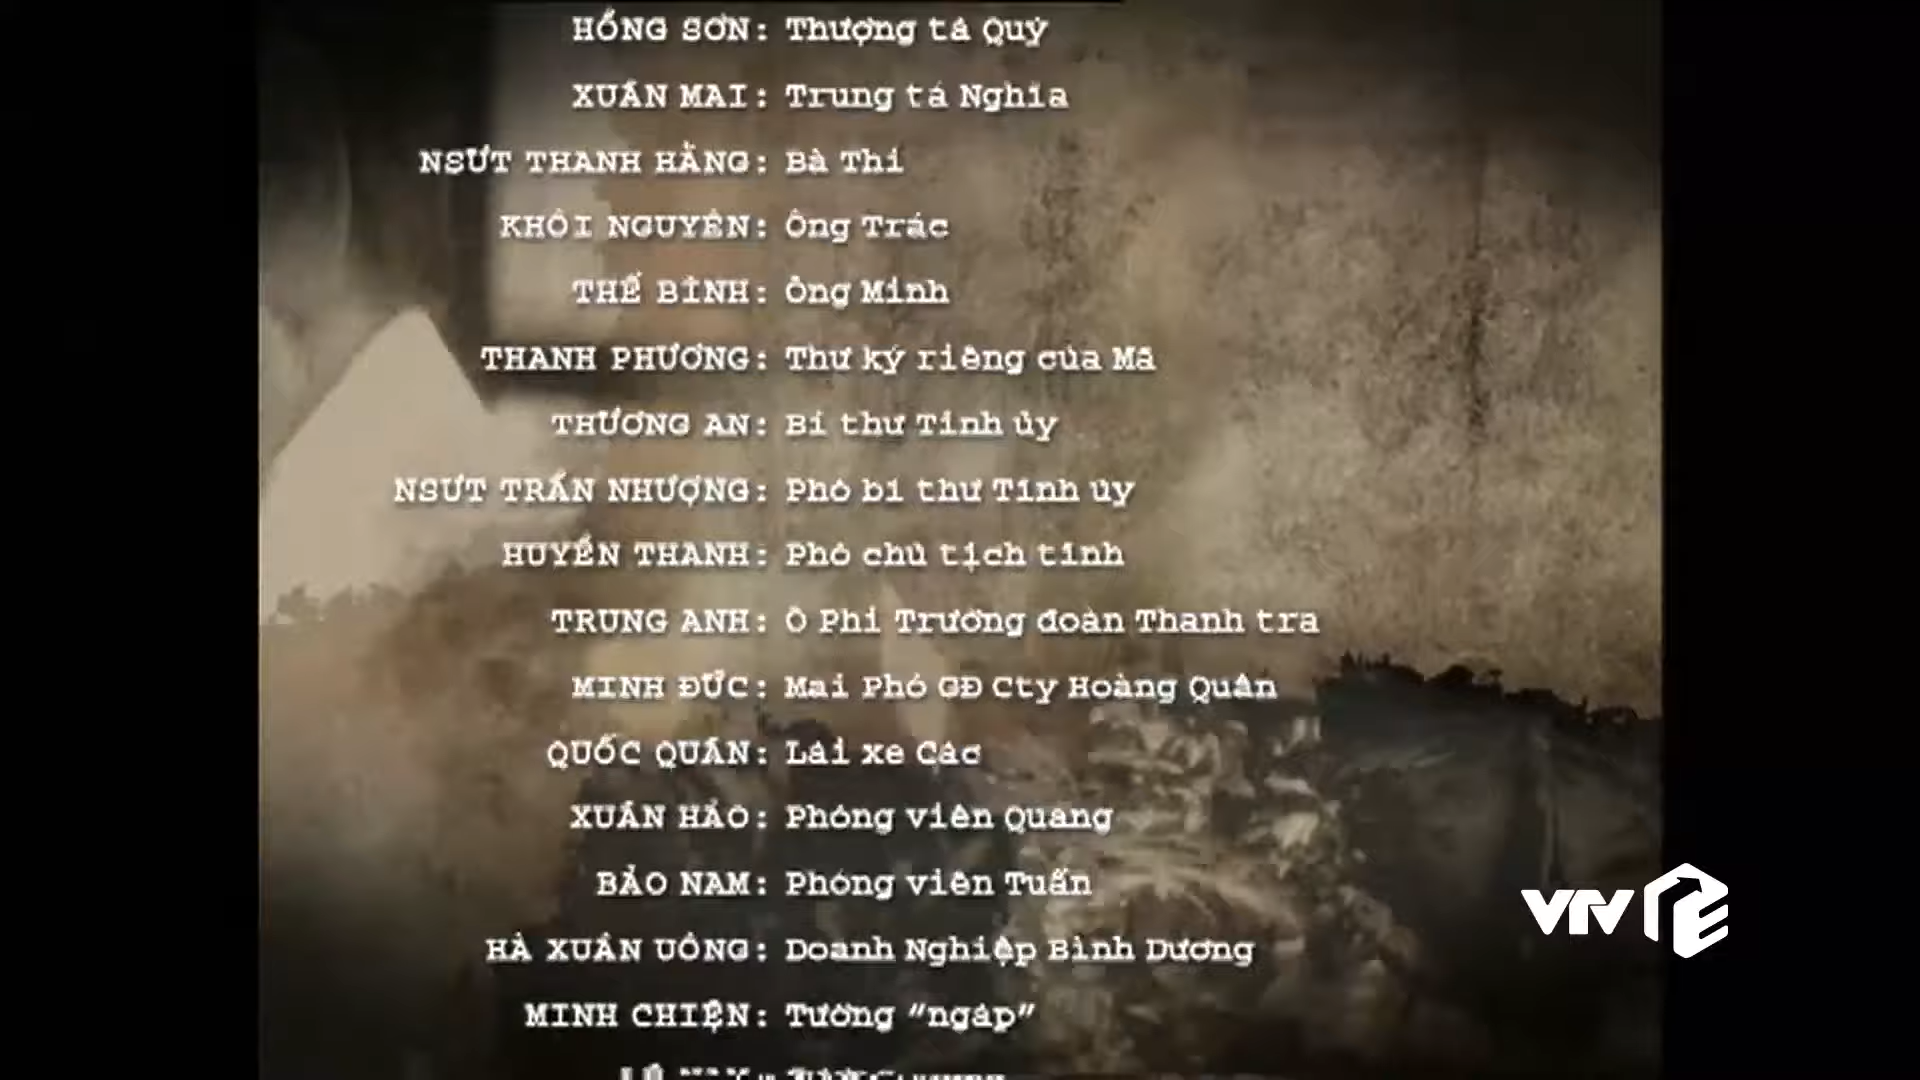 HỒNG SƠN: Thượng tá Quý
XUÂN MAI: Trung tá Nghĩa
NSƯT THANH HẰNG: Bà Thi
KHÔI NGUYÊN: Ông Trác
THẾ BÌNH: Ông Minh
THANH PHƯƠNG: Thư ký riêng của Mã
THƯƠNG AN: Bí thư Tỉnh ủy
NSƯT TRẦN NHƯỢNG: Phó bí thư Tỉnh ủy
HUYỀN THANH: Phó chủ tịch tỉnh
TRUNG ANH: Ô Phi Trưởng đoàn Thanh tra
MINH ĐỨC: Mai Phó GĐ Cty Hoàng Quân
QUỐC QUÂN: Lái xe Các
XUÂN HẢO: Phóng viên Quang
BẢO NAM: Phóng viên Tuấn
HÀ XUÂN UÔNG: Doanh Nghiệp Bình Dương
MINH CHIỆN: Tường "ngáp"
VTV